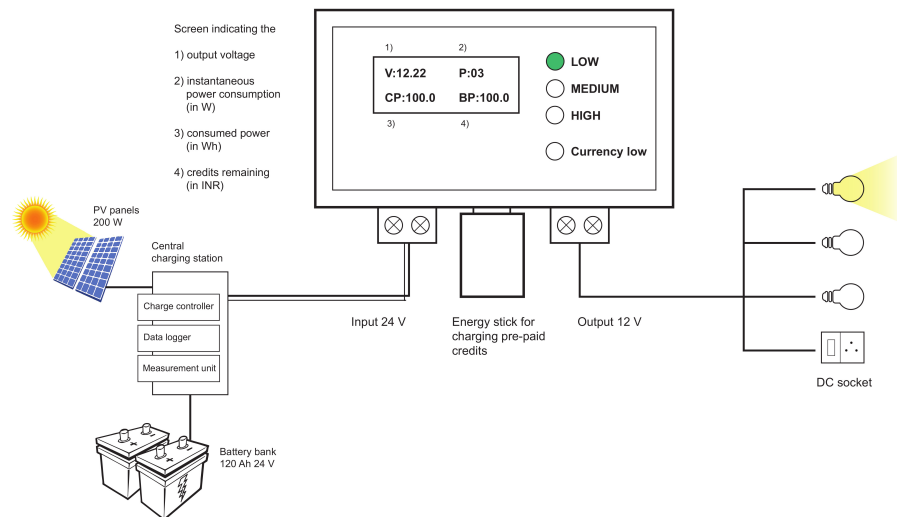 Screen indicating the
1) output voltage
2) instantaneous
power consumption
(in W)
3) consumed power
(in Wh)
4) credits remaining
(in INR)
1) 2)
V:12.22 P:03
CP:100.0 BP:100.0
3) 4)
LOW
MEDIUM
HIGH
Currency low
PV panels
200 W
Central
charging station
Charge controller
Data logger
Measurement unit
Input 24 V
Energy stick for
charging pre-paid
credits
Output 12 V
DC socket
Battery bank
120 Ah 24 V